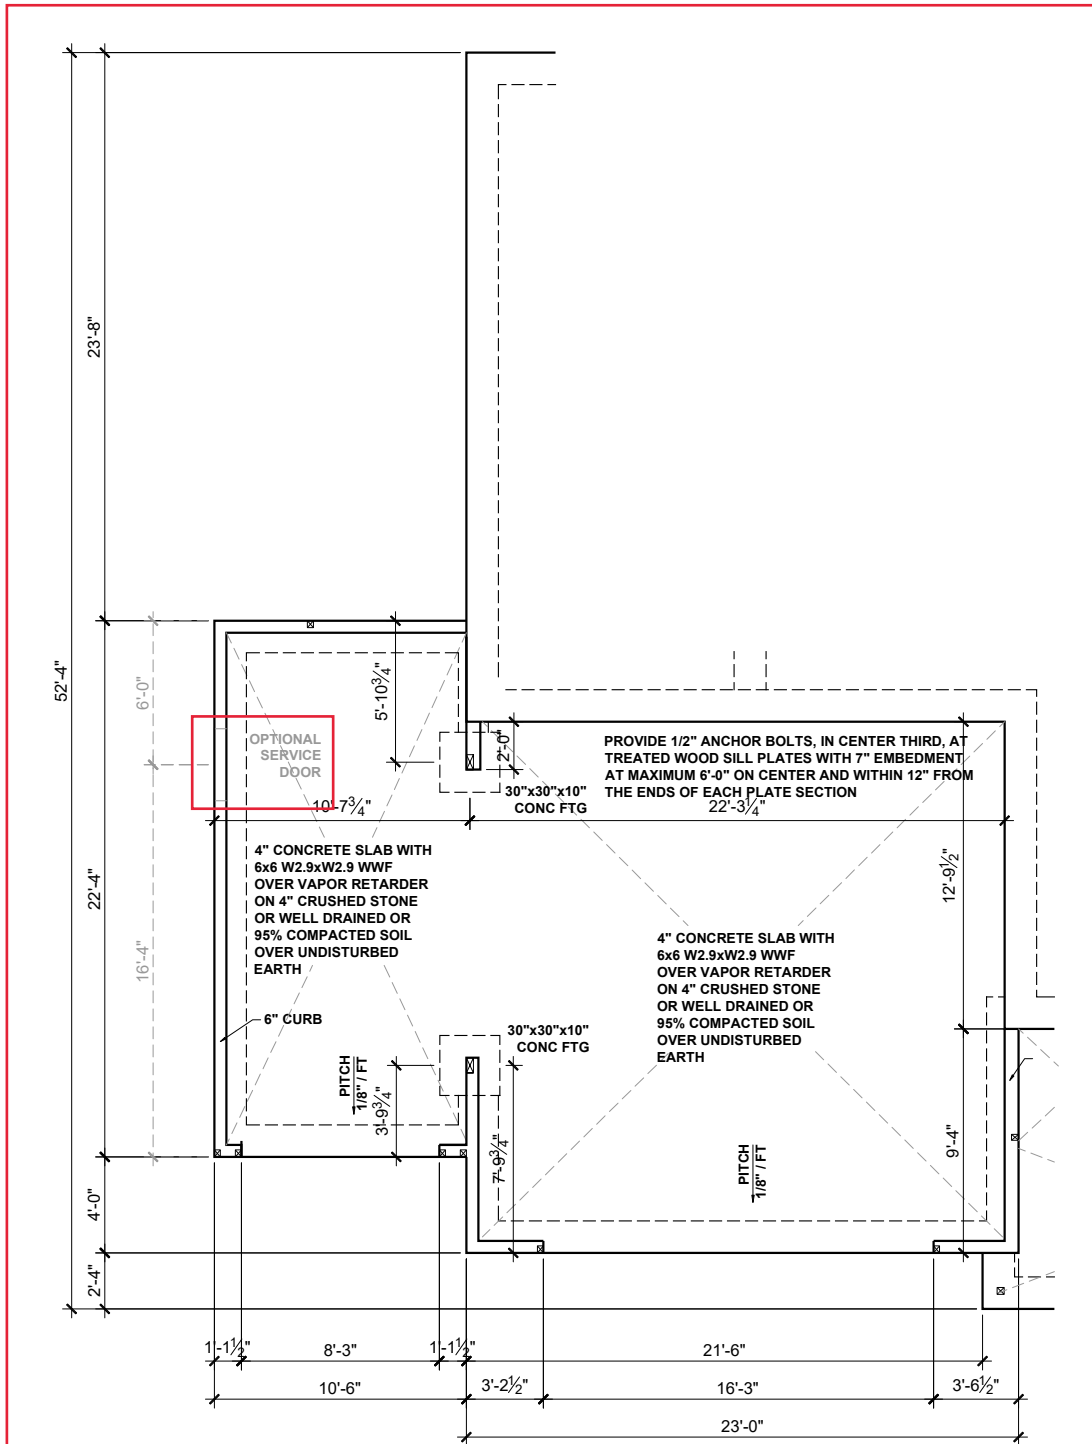 23'-8"
52'-4"
6'-0"
5'-10¾"
2'-0"
OPTIONAL
SERVICE
DOOR
PROVIDE 1/2" ANCHOR BOLTS, IN CENTER THIRD, AT
TREATED WOOD SILL PLATES WITH 7" EMBEDMENT
AT MAXIMUM 6'-0" ON CENTER AND WITHIN 12" FROM
THE ENDS OF EACH PLATE SECTION
30"x30"x10"
CONC FTG
10'-7¾"
22'-3¼"
22'-4"
12'-9½"
4" CONCRETE SLAB WITH
6x6 W2.9xW2.9 WWF
OVER VAPOR RETARDER
ON 4" CRUSHED STONE
OR WELL DRAINED OR
95% COMPACTED SOIL
OVER UNDISTURBED
EARTH
16'-4"
4" CONCRETE SLAB WITH
6x6 W2.9xW2.9 WWF
OVER VAPOR RETARDER
ON 4" CRUSHED STONE
OR WELL DRAINED OR
95% COMPACTED SOIL
OVER UNDISTURBED
EARTH
6" CURB
30"x30"x10"
CONC FTG
PITCH
1/8" / FT
3'-9¾"
7'-9¾"
9'-4"
PITCH
1/8" / FT
4'-0"
2'-4"
1'-1½"
8'-3"
1'-1½"
21'-6"
10'-6"
3'-2½"
16'-3"
3'-6½"
23'-0"